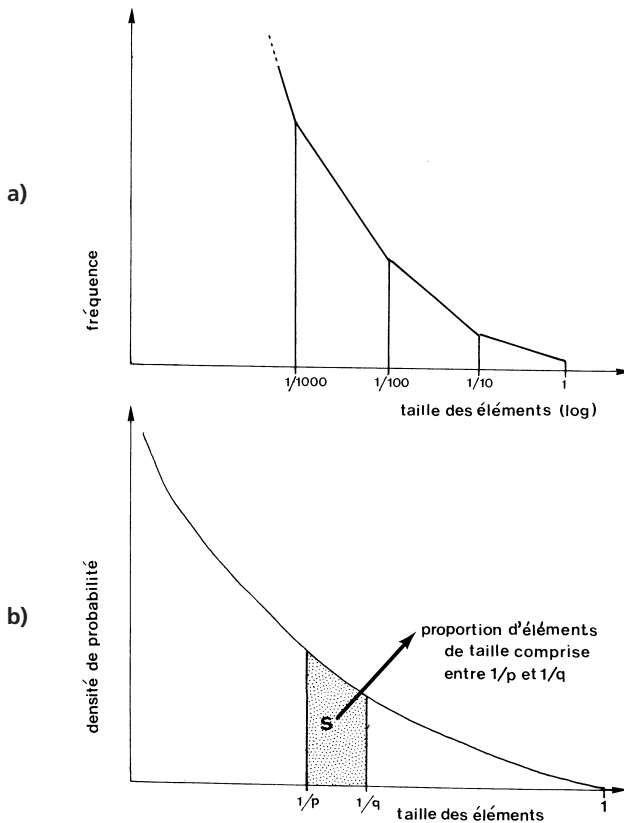 a)
fréquence
1/1000 1/100 1/10 1
taille des éléments (log)
b)
densité de probabilité
proportion d'éléments
de taille comprise
entre 1/p et 1/q
S
1/p 1/q 1
taille des éléments